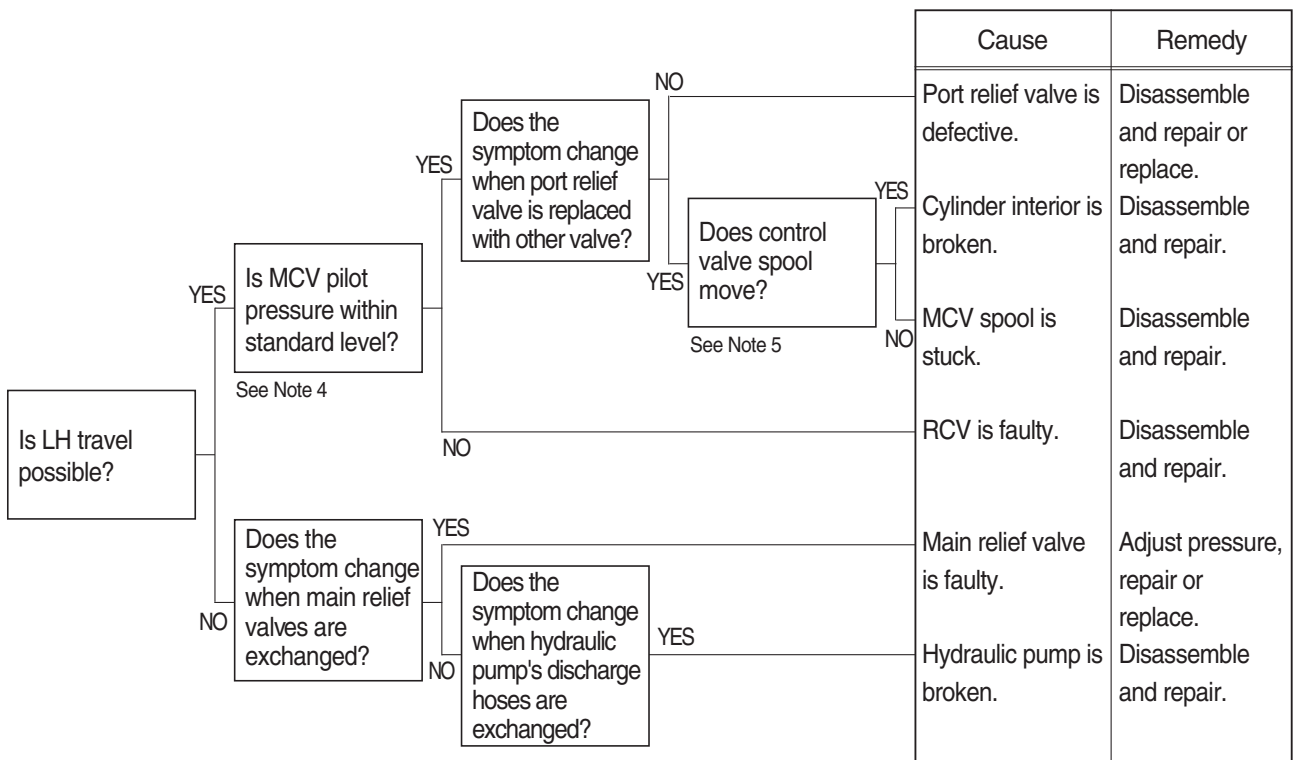 Is LH travel
possible?
YES
NO
Is MCV pilot
pressure within
standard level?
See Note 4
YES
NO
Does the
symptom change
when port relief
valve is replaced
with other valve?
NO
YES
Does control
valve spool
move?
See Note 5
YES
NO
Does the
symptom change
when main relief
valves are
exchanged?
YES
NO
Does the
symptom change
when hydraulic
pump's discharge
hoses are
exchanged?
YES
Cause
Remedy
Port relief valve is
defective.
Disassemble
and repair or
replace.
Cylinder interior is
broken.
Disassemble
and repair.
MCV spool is
stuck.
Disassemble
and repair.
RCV is faulty.
Disassemble
and repair.
Main relief valve
is faulty.
Adjust pressure,
repair or
replace.
Hydraulic pump is
broken.
Disassemble
and repair.